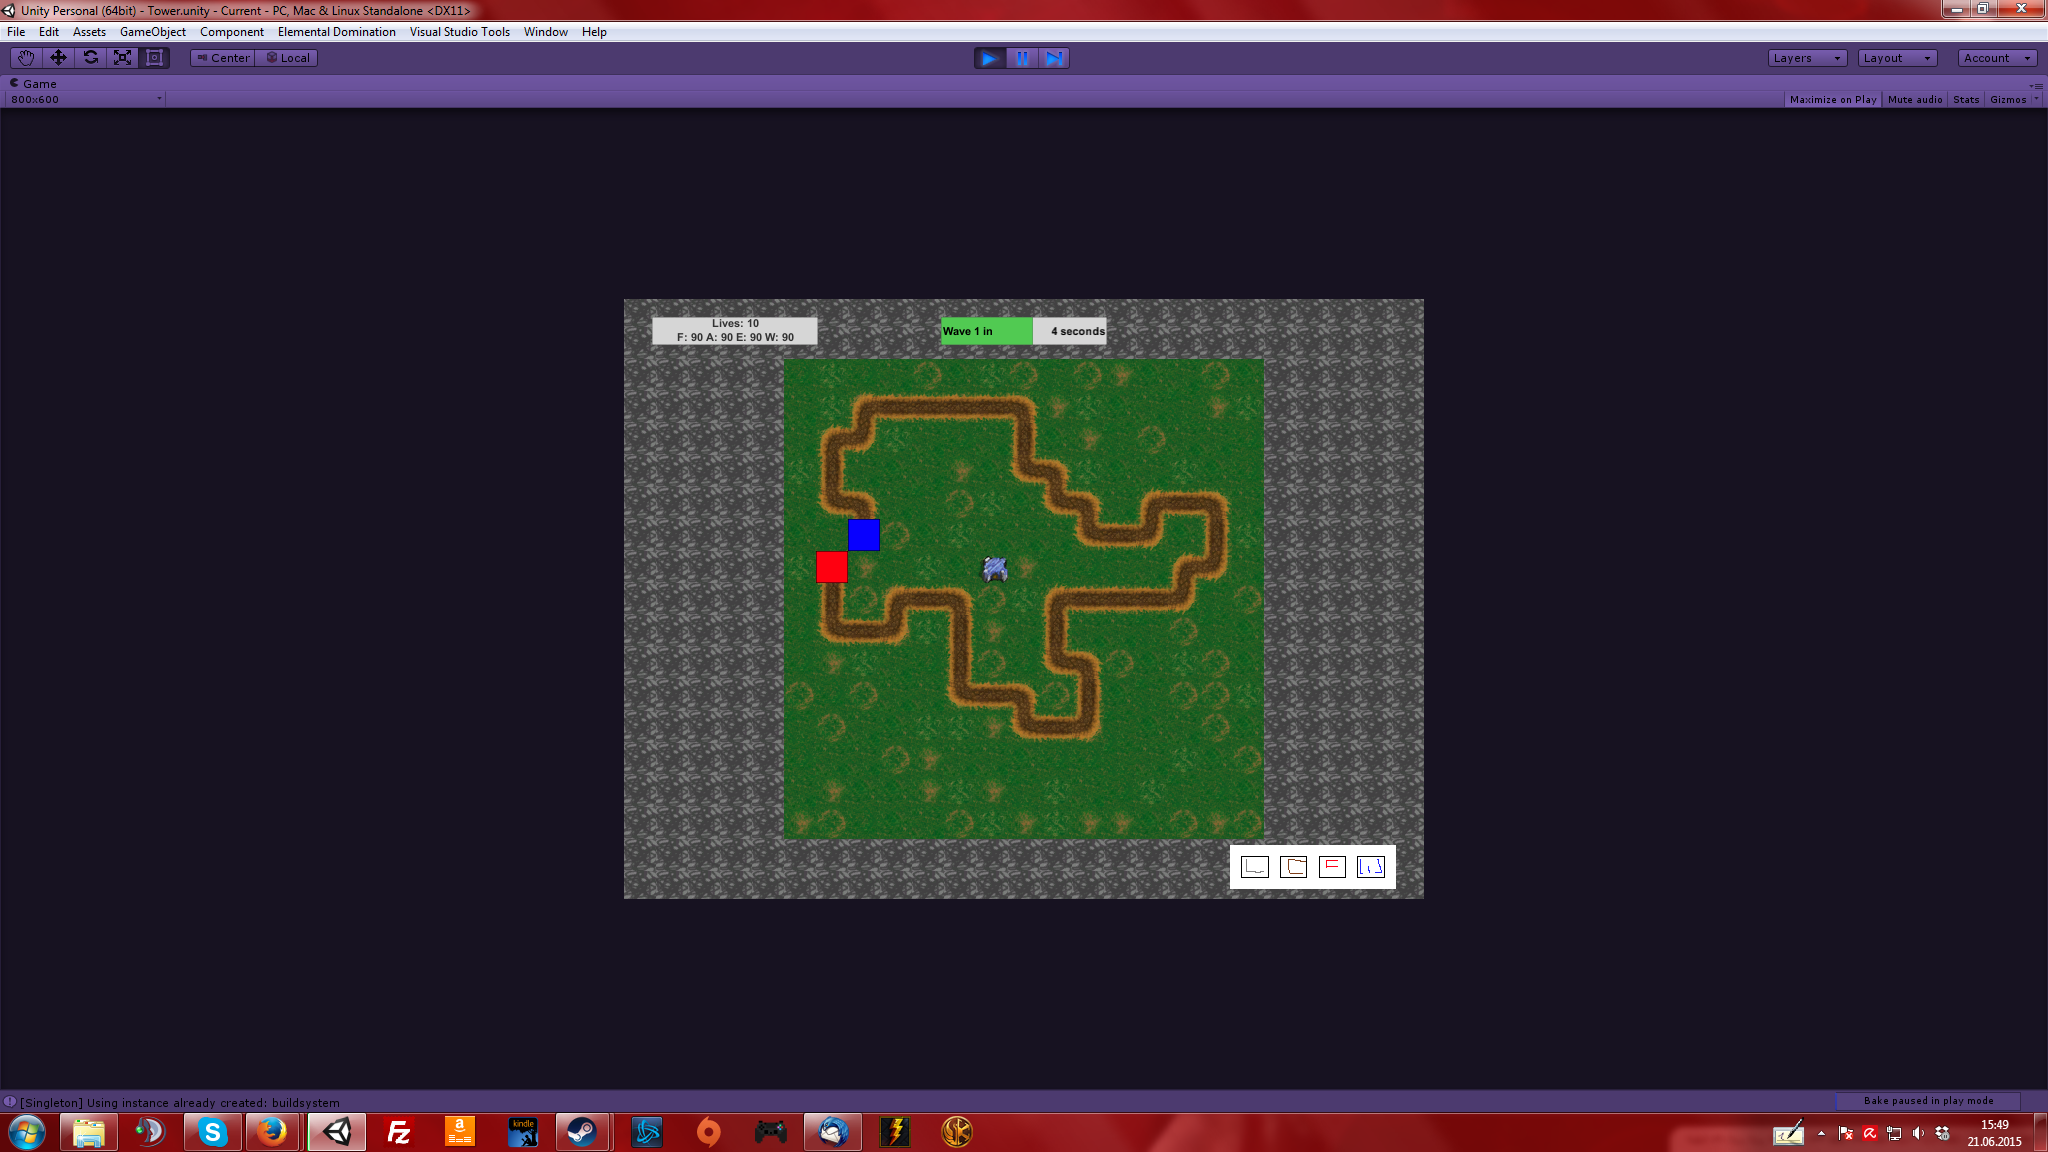 Unity Personal (64bit) - Tower.unity - Current - PC, Mac & Linux Standalone <DX11>
File Edit Assets GameObject Component Elemental Domination Visual Studio Tools Window Help
Center Local Layers Layout Account
Game
800x600 Maximize on Play Mute audio Stats Gizmos
Lives: 10
F: 90 A: 90 E: 90 W: 90
Wave 1 in 4 seconds
[Singleton] Using instance already created: buildsystem
Bake paused in play mode
kindle
15:49
21.06.2015